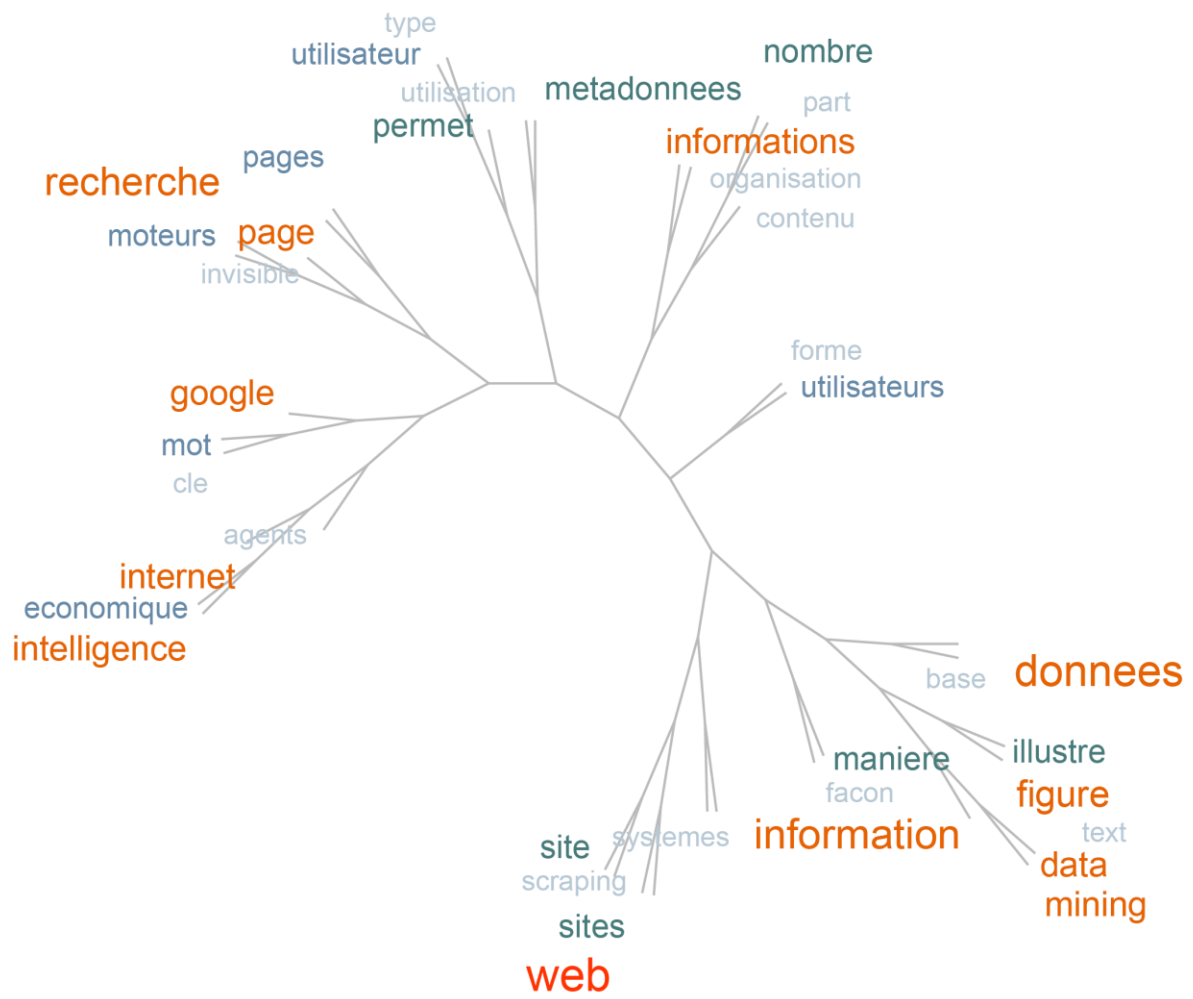 type
utilisateur
nombre
utilisation
metadonnees
part
permet
informations
pages
recherche
organisation
contenu
moteurs
page
invisible
forme
utilisateurs
google
mot
cle
agents
internet
economique
intelligence
donnees
base
illustre
maniere
facon
figure
text
information
systemes
site
data
scraping
mining
sites
web